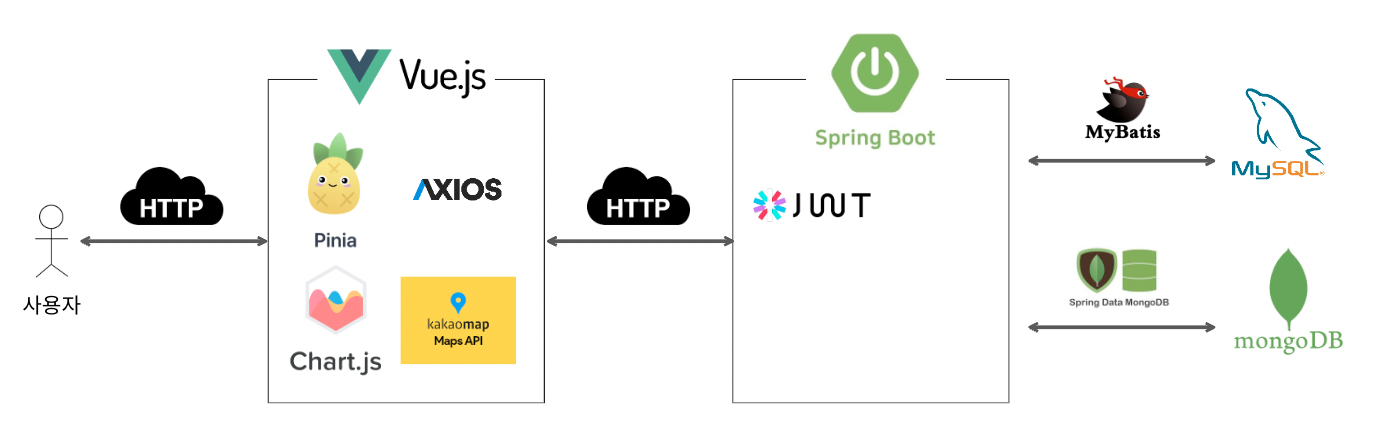 사용자
HTTP
Vue.js
Pinia
AXIOS
Chart.js
kakaomap
Maps API
HTTP
Spring Boot
JWT
MyBatis
MySQL
Spring Data MongoDB
mongoDB